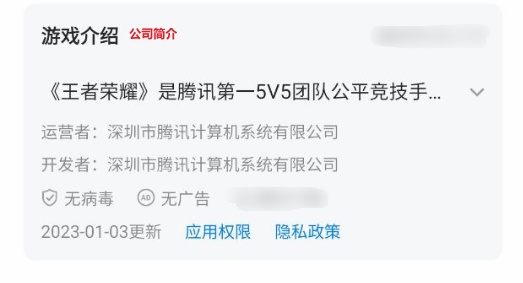 游戏介绍 公司简介
《王者荣耀》是腾讯第一5V5团队公平竞技手...
运营者：深圳市腾讯计算机系统有限公司
开发者：深圳市腾讯计算机系统有限公司
无病毒 AD 无广告
2023-01-03更新 应用权限 隐私政策